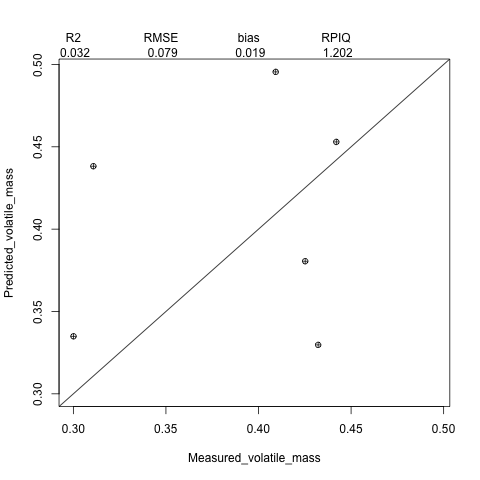 R2 RMSE bias RPIQ
0.032 0.079 0.019 1.202
Predicted_volatile_mass
0.50
0.45
0.40
0.35
0.30
0.30 0.35 0.40 0.45 0.50
Measured_volatile_mass